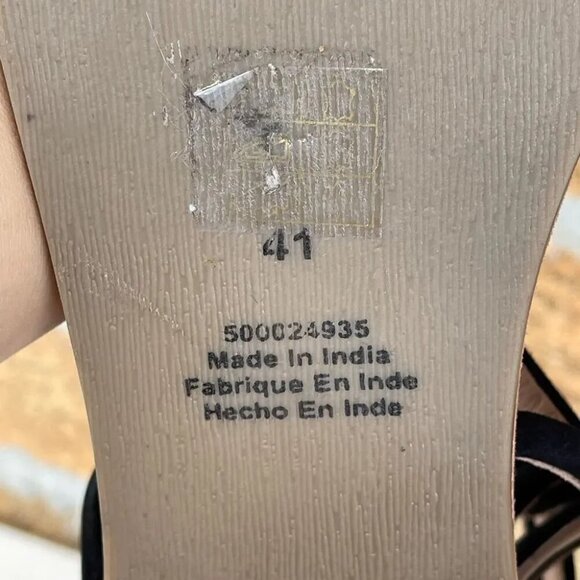 41
500024935
Made In India
Fabrique En Inde
Hecho En Inde